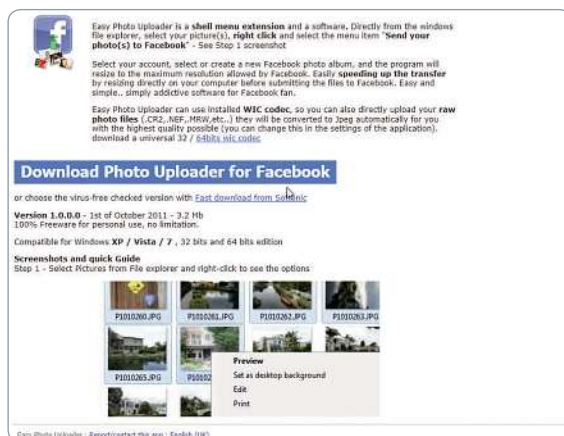 Easy Photo Uploader is a shell menu extension and a software. Directly from the windows
file explorer, select your picture(s), right click and select the menu item "Send your
photo(s) to Facebook" - See Step 1 screenshot
Select your account, select or create a new Facebook photo album, and the program will
resize to the maximum resolution allowed by Facebook. Easily speeding up the transfer
by resizing directly on your computer before submitting the files to Facebook. Easy and
simple.. simply addictive software for Facebook fan.
Easy Photo Uploader can use installed WIC codec, so you can also directly upload your raw
photo files (.CR2,.NEF,.MRW,etc..) they will be converted to Jpeg automatically for you
with the highest quality possible (you can change this in the settings of the application).
download a universal 32 / 64bits wic codec
Download Photo Uploader for Facebook
or choose the virus-free checked version with Fast download from
Version 1.0.0.0 - 1st of October 2011 - 3.2 Mb
100% Freeware for personal use, no limitation.
Compatible for Windows XP / Vista / 7 , 32 bits and 64 bits edition
Screenshots and quick Guide
Step 1 - Select Pictures from File explorer and right-click to see the options
P1010260.JPG P1010261.JPG P1010262.JPG P1010263.JPG
P1010265.JPG P10102
Preview
Set as desktop background
Edit
Print
Easy Photo Uploader : Report/contact this app : English (UK)